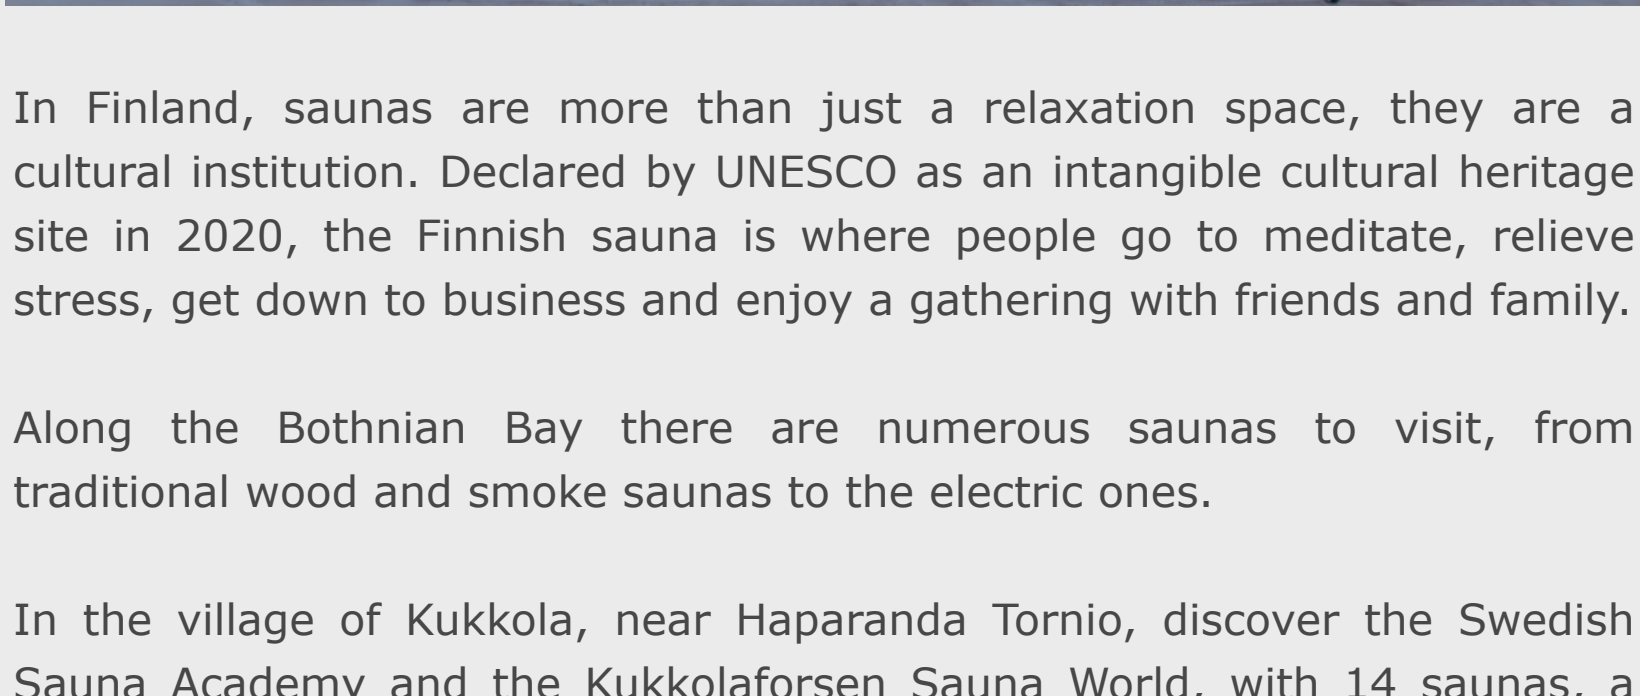 In Finland, saunas are more than just a relaxation space, they are a
cultural institution. Declared by UNESCO as an intangible cultural heritage
site in 2020, the Finnish sauna is where people go to meditate, relieve
stress, get down to business and enjoy a gathering with friends and family.
Along the Bothnian Bay there are numerous saunas to visit, from
traditional wood and smoke saunas to the electric ones.
In the village of Kukkola, near Haparanda Tornio, discover the Swedish
Sauna Academy and the Kukkolaforsen Sauna World, with 14 saunas, a